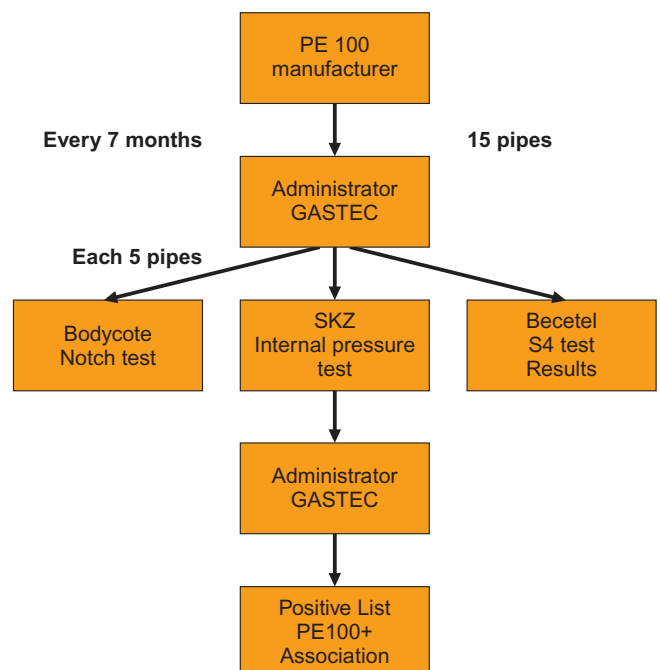 PE 100
manufacturer
Every 7 months
15 pipes
Administrator
GASTEC
Each 5 pipes
Bodycote
Notch test
SKZ
Internal pressure
test
Becetel
S4 test
Results
Administrator
GASTEC
Positive List
PE100+
Association